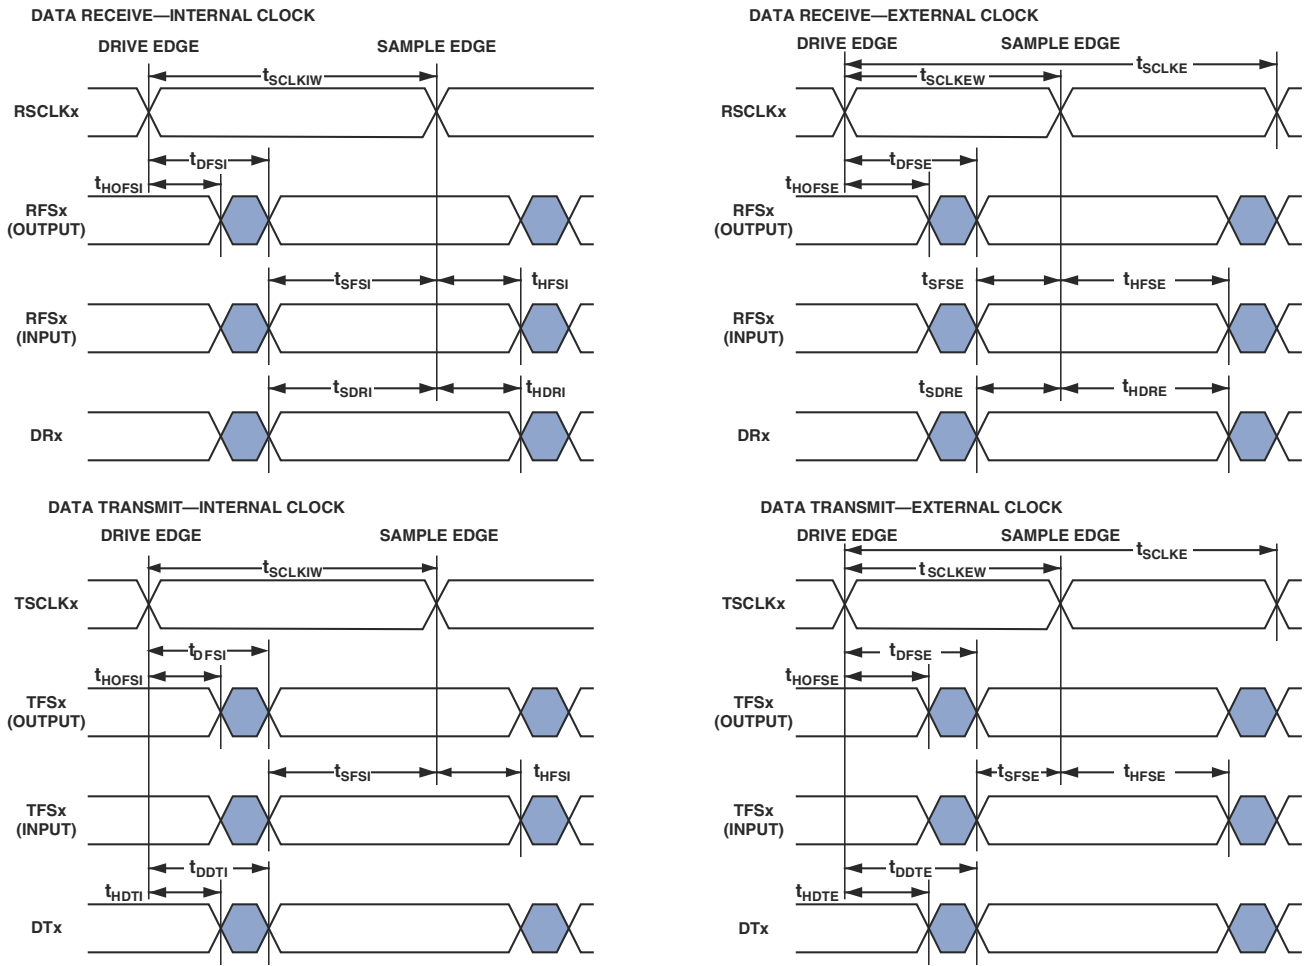 DATA RECEIVE—INTERNAL CLOCK
DRIVE EDGE
SAMPLE EDGE
tSCLKIW
RSCLKx
tDFSI
tHOFSI
RFSx
(OUTPUT)
tSFSI
tHFSI
RFSx
(INPUT)
tSDRI
tHDRI
DRx
DATA RECEIVE—EXTERNAL CLOCK
DRIVE EDGE
SAMPLE EDGE
tSCLKE
tSCLKEW
RSCLKx
tDFSE
tHOFSE
RFSx
(OUTPUT)
tSFSE
tHFSE
RFSx
(INPUT)
tSDRE
tHDRE
DRx
DATA TRANSMIT—INTERNAL CLOCK
DRIVE EDGE
SAMPLE EDGE
tSCLKIW
TSCLKx
tDFSI
tHOFSI
TFSx
(OUTPUT)
tSFSI
tHFSI
TFSx
(INPUT)
tDDTI
tHDTI
DTx
DATA TRANSMIT—EXTERNAL CLOCK
DRIVE EDGE
SAMPLE EDGE
tSCLKE
tSCLKEW
TSCLKx
tDFSE
tHOFSE
TFSx
(OUTPUT)
tSFSE
tHFSE
TFSx
(INPUT)
tDDTE
tHDTE
DTx